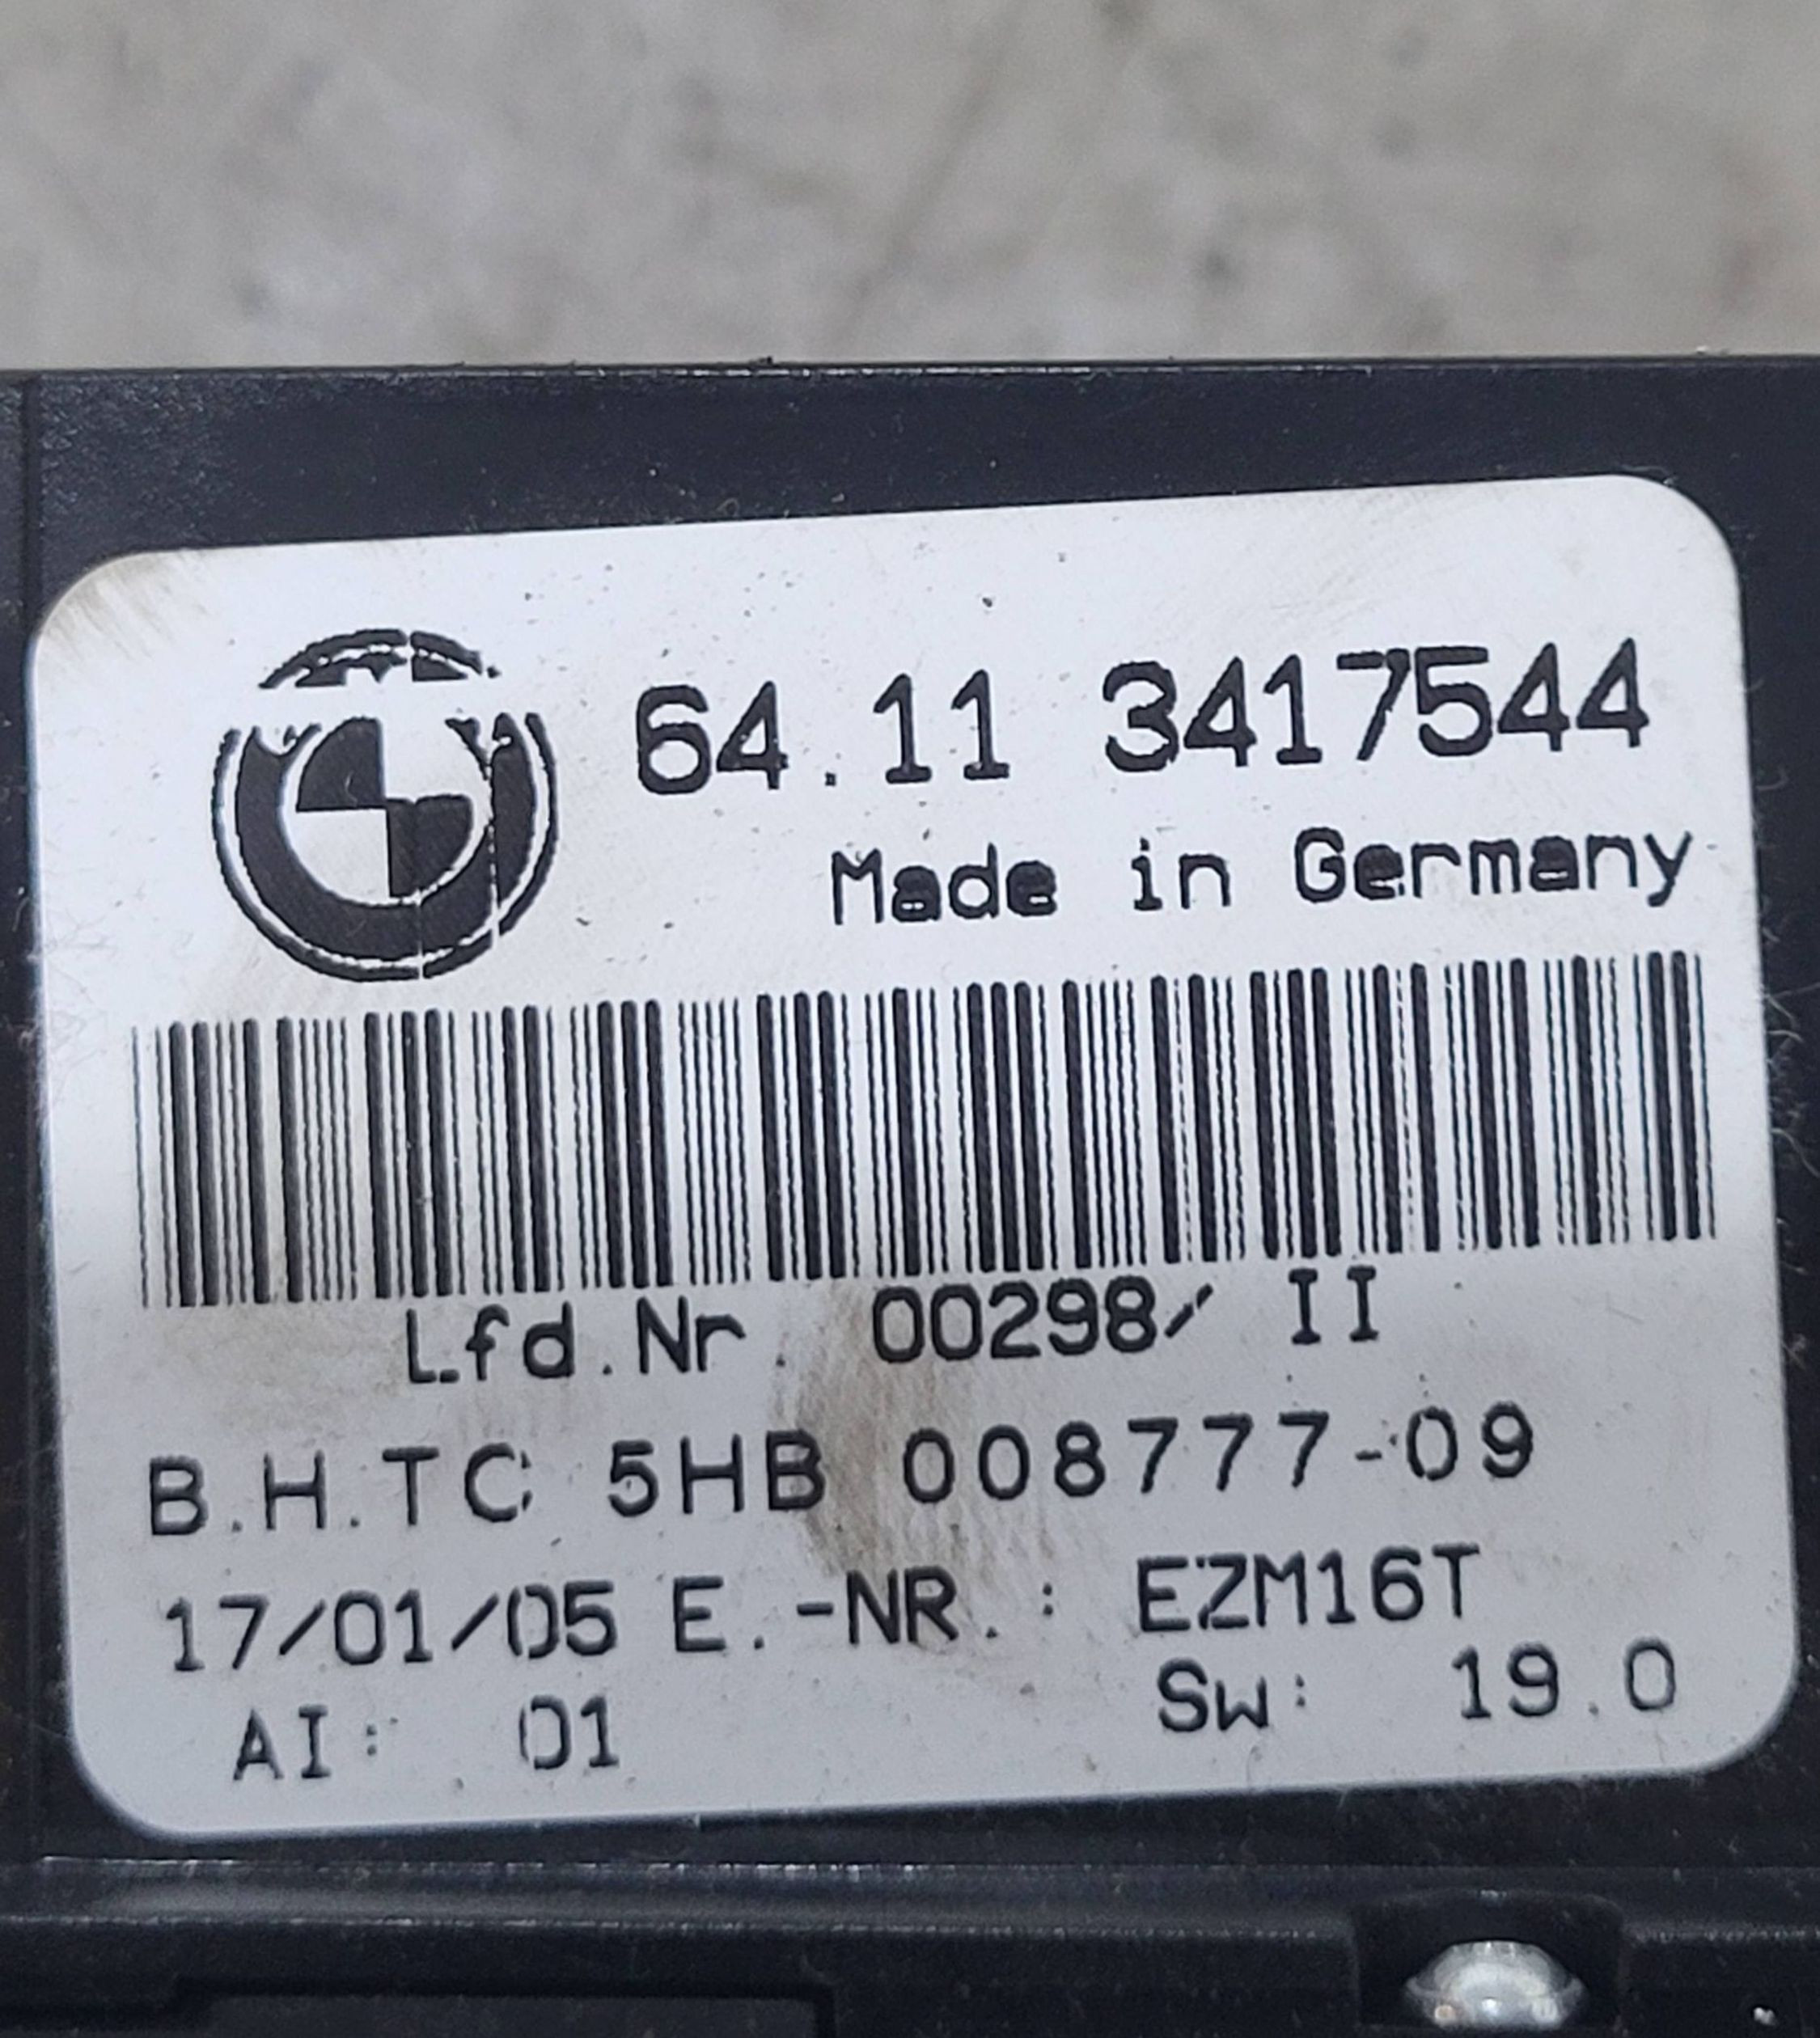 64.11 3417544
Made in Germany
Lfd.Nr. 00298/ II
B.H.TC 5HB 008777-09
17/01/05 E.-NR.: EZM16T
AI: 01 Sw: 19.0